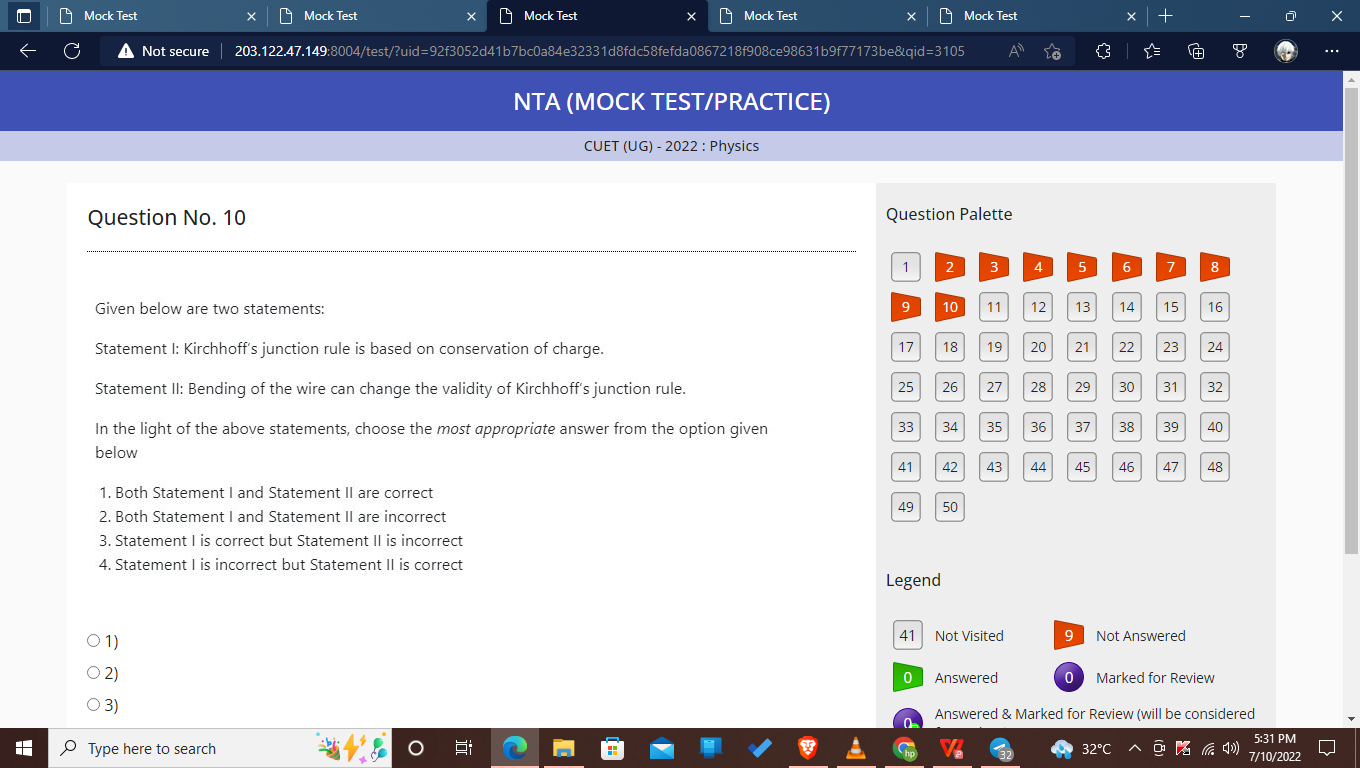 Mock Test
Mock Test
Mock Test
Mock Test
Mock Test
Not secure
203.122.47.149:8004/test/?uid=92f3052d41b7bc0a84e32331d8fdc58fefda0867218f908ce98631b9f77173be&qid=3105
NTA (MOCK TEST/PRACTICE)
CUET (UG) - 2022 : Physics
Question No. 10
Given below are two statements:
Statement I: Kirchhoff's junction rule is based on conservation of charge.
Statement II: Bending of the wire can change the validity of Kirchhoff's junction rule.
In the light of the above statements, choose the most appropriate answer from the option given
below
1. Both Statement I and Statement II are correct
2. Both Statement I and Statement II are incorrect
3. Statement I is correct but Statement II is incorrect
4. Statement I is incorrect but Statement II is correct
1)
2)
3)
Question Palette
1 2 3 4 5 6 7 8
9 10 11 12 13 14 15 16
17 18 19 20 21 22 23 24
25 26 27 28 29 30 31 32
33 34 35 36 37 38 39 40
41 42 43 44 45 46 47 48
49 50
Legend
41 Not Visited 9 Not Answered
0 Answered 0 Marked for Review
0 Answered & Marked for Review (will be considered
Type here to search
hp
32
32°C
5:31 PM
7/10/2022